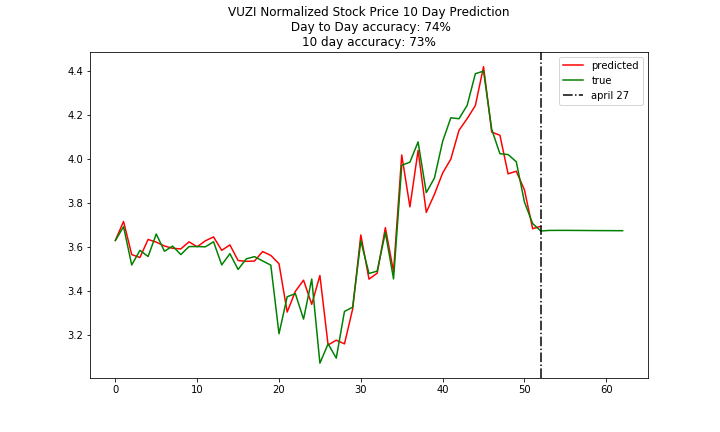 VUZI Normalized Stock Price 10 Day Prediction
Day to Day accuracy: 74%
10 day accuracy: 73%
predicted
true
april 27
4.4
4.2
4.0
3.8
3.6
3.4
3.2
0 10 20 30 40 50 60